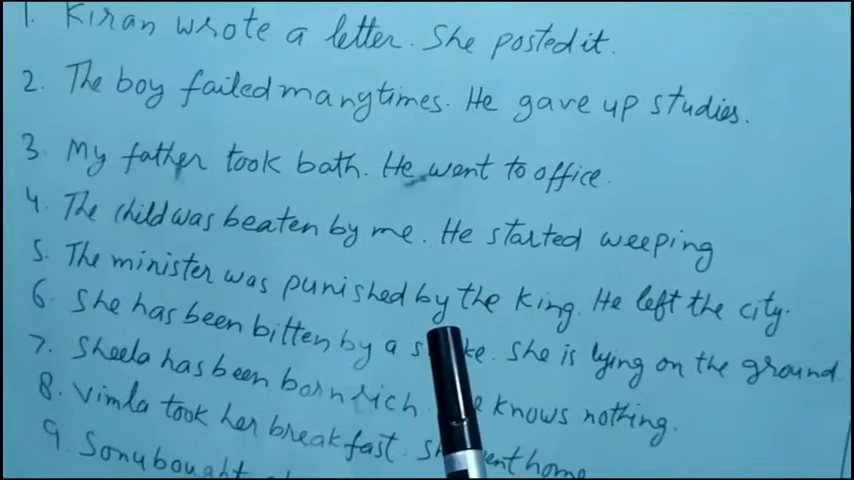 1. Kiran wrote a letter. She posted it.
2. The boy failed many times. He gave up studies.
3. My father took bath. He went to office.
4. The child was beaten by me. He started weeping
5. The minister was punished by the king. He left the city.
6. She has been bitten by a ke. She is lying on the ground
7. Sheela has been born rich. knows nothing.
8. Vimla took her breakfast. home
9. Sony bought